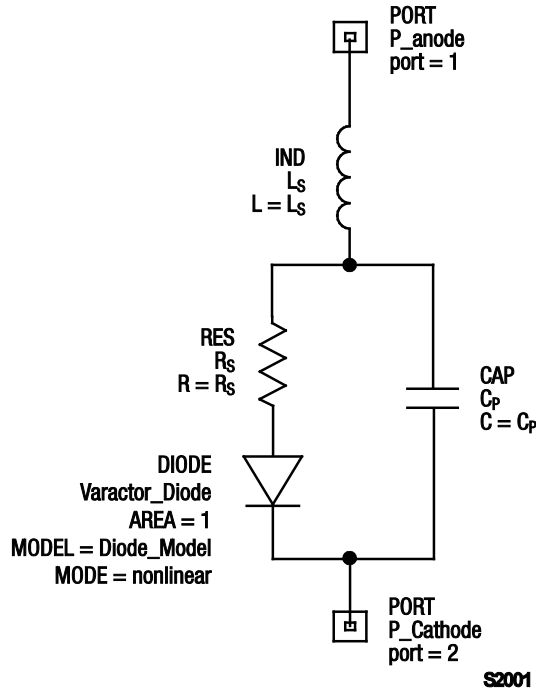 PORT
P_anode
port = 1
IND
LS
L = LS
RES
RS
R = RS
CAP
CP
C = CP
DIODE
Varactor_Diode
AREA = 1
MODEL = Diode_Model
MODE = nonlinear
PORT
P_Cathode
port = 2
S2001